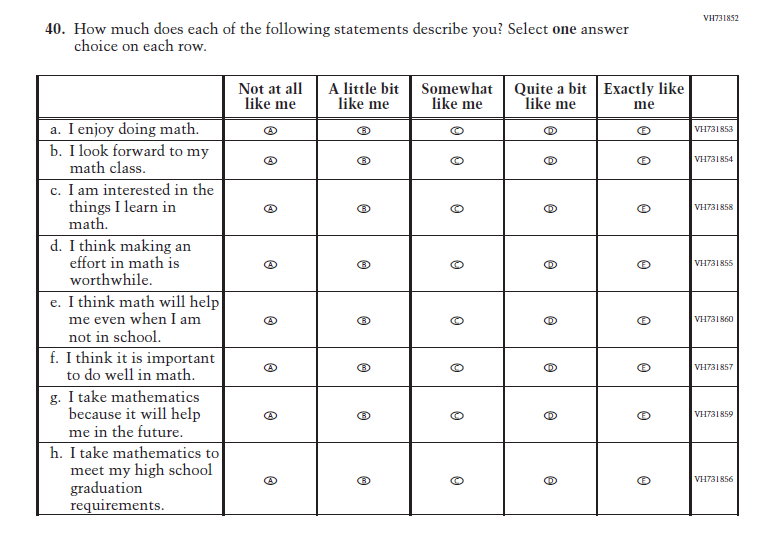 VH731852
40. How much does each of the following statements describe you? Select one answer
choice on each row.
Not at all like me A little bit like me Somewhat like me Quite a bit like me Exactly like me
a. I enjoy doing math. A B C D E VH731853
b. I look forward to my
math class. A B C D E VH731854
c. I am interested in the
things I learn in A B C D E VH731858
math.
d. I think making an
effort in math is A B C D E VH731855
worthwhile.
e. I think math will help
me even when I am A B C D E VH731860
not in school.
f. I think it is important
to do well in math. A B C D E VH731857
g. I take mathematics
because it will help A B C D E VH731859
me in the future.
h. I take mathematics to
meet my high school A B C D E VH731856
graduation
requirements.